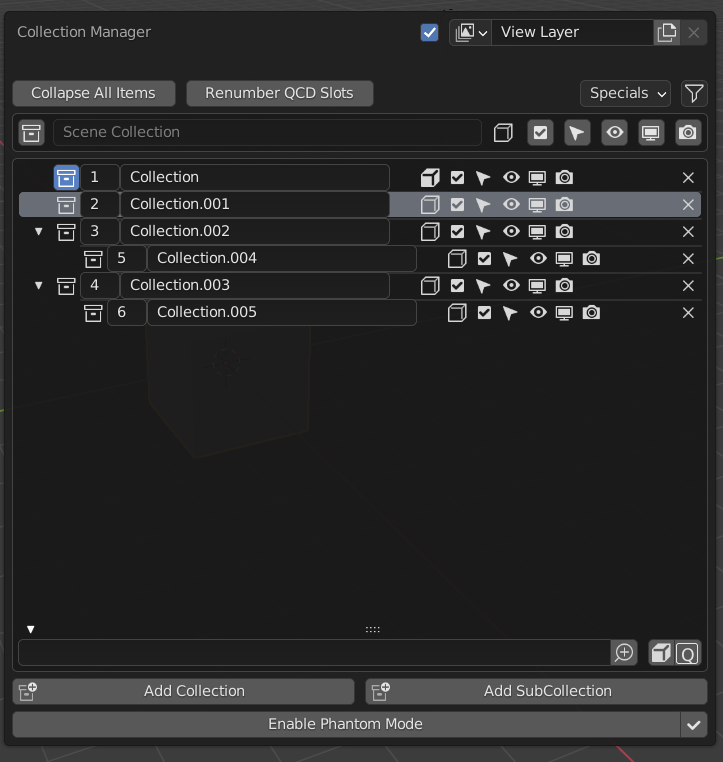 Collection Manager
View Layer
Collapse All Items Renumber QCD Slots Specials
Scene Collection
1 Collection
2 Collection.001
3 Collection.002
5 Collection.004
4 Collection.003
6 Collection.005
Q
Add Collection Add SubCollection
Enable Phantom Mode